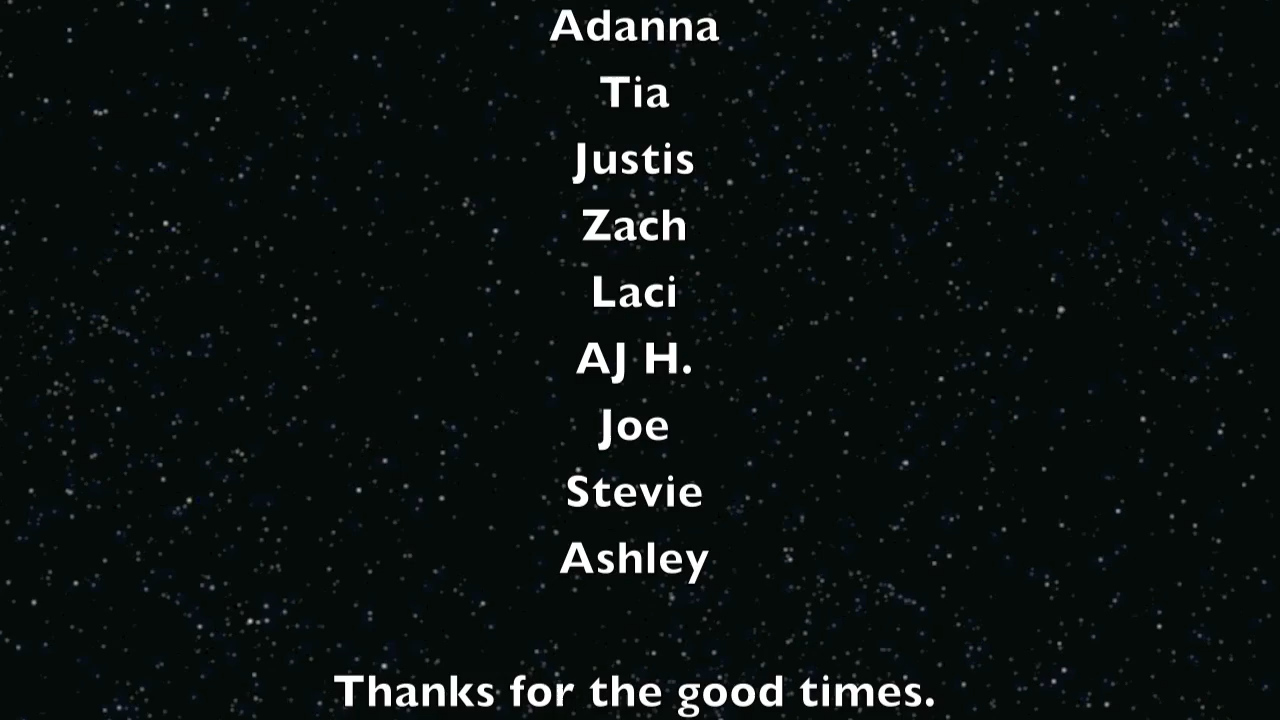 Adanna
Tia
Justis
Zach
Laci
AJ H.
Joe
Stevie
Ashley
Thanks for the good times.